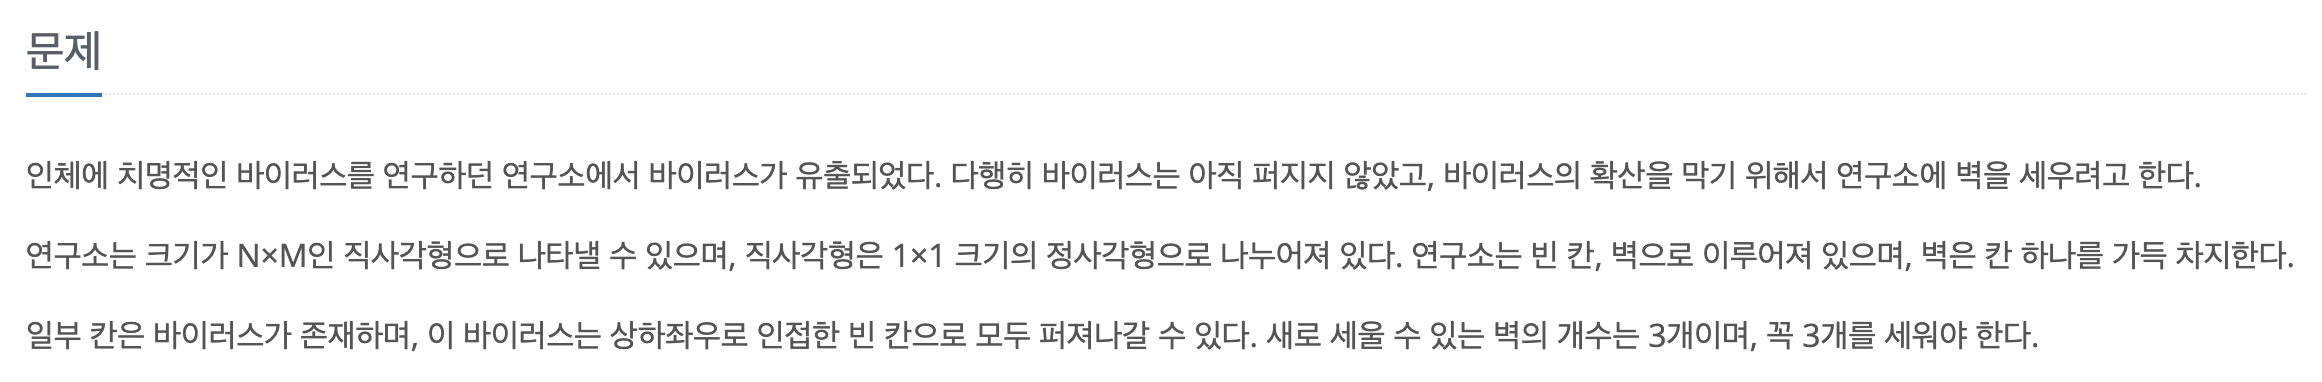 문제
인체에 치명적인 바이러스를 연구하던 연구소에서 바이러스가 유출되었다. 다행히 바이러스는 아직 퍼지지 않았고, 바이러스의 확산을 막기 위해서 연구소에 벽을 세우려고 한다.
연구소는 크기가 N×M인 직사각형으로 나타낼 수 있으며, 직사각형은 1×1 크기의 정사각형으로 나누어져 있다. 연구소는 빈 칸, 벽으로 이루어져 있으며, 벽은 칸 하나를 가득 차지한다.
일부 칸은 바이러스가 존재하며, 이 바이러스는 상하좌우로 인접한 빈 칸으로 모두 퍼져나갈 수 있다. 새로 세울 수 있는 벽의 개수는 3개이며, 꼭 3개를 세워야 한다.